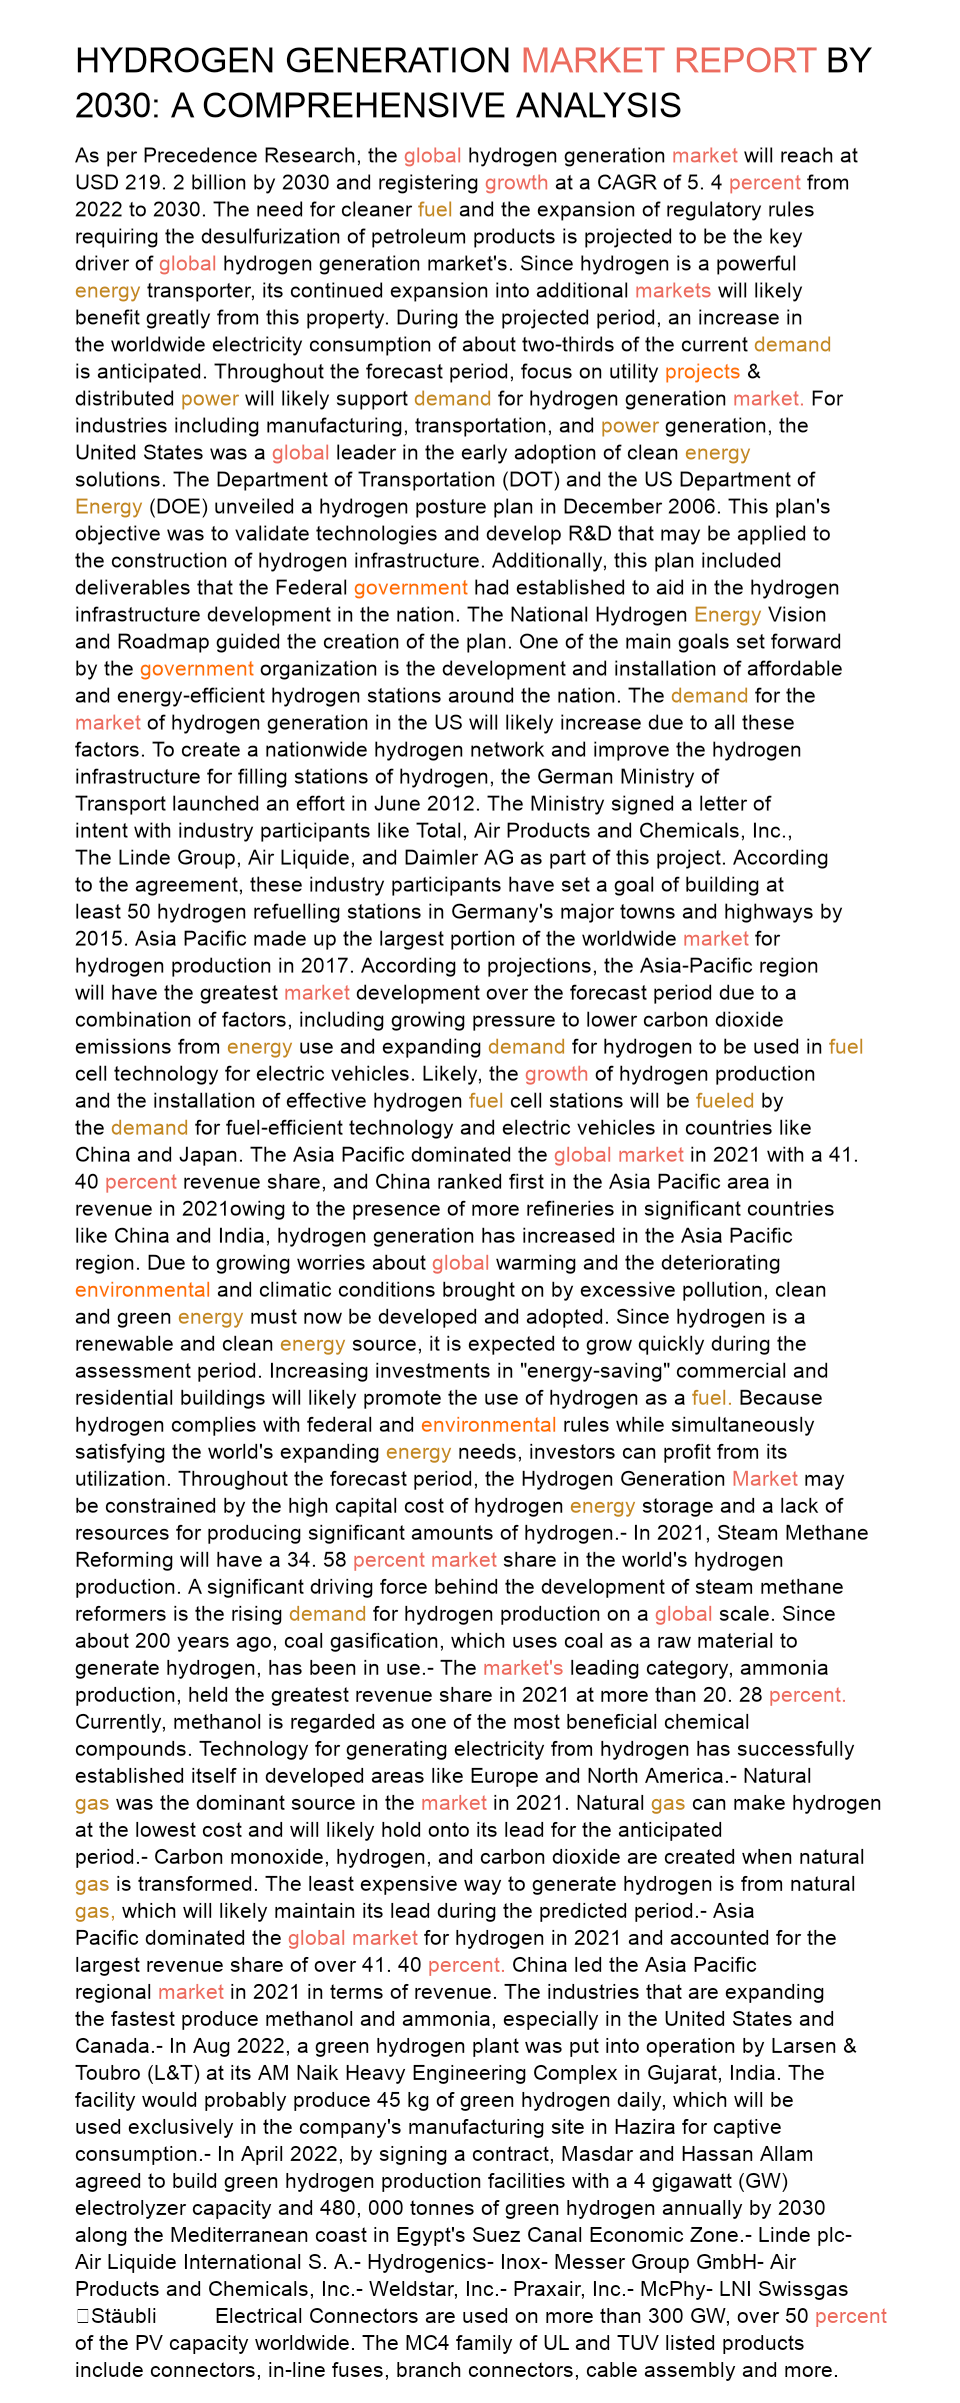 HYDROGEN GENERATION MARKET REPORT BY
2030: A COMPREHENSIVE ANALYSIS
As per Precedence Research, the global hydrogen generation market will reach at
USD 219. 2 billion by 2030 and registering growth at a CAGR of 5. 4 percent from
2022 to 2030. The need for cleaner fuel and the expansion of regulatory rules
requiring the desulfurization of petroleum products is projected to be the key
driver of global hydrogen generation market's. Since hydrogen is a powerful
energy transporter, its continued expansion into additional markets will likely
benefit greatly from this property. During the projected period, an increase in
the worldwide electricity consumption of about two-thirds of the current demand
is anticipated. Throughout the forecast period, focus on utility projects &
distributed power will likely support demand for hydrogen generation market. For
industries including manufacturing, transportation, and power generation, the
United States was a global leader in the early adoption of clean energy
solutions. The Department of Transportation (DOT) and the US Department of
Energy (DOE) unveiled a hydrogen posture plan in December 2006. This plan's
objective was to validate technologies and develop R&D that may be applied to
the construction of hydrogen infrastructure. Additionally, this plan included
deliverables that the Federal government had established to aid in the hydrogen
infrastructure development in the nation. The National Hydrogen Energy Vision
and Roadmap guided the creation of the plan. One of the main goals set forward
by the government organization is the development and installation of affordable
and energy-efficient hydrogen stations around the nation. The demand for the
market of hydrogen generation in the US will likely increase due to all these
factors. To create a nationwide hydrogen network and improve the hydrogen
infrastructure for filling stations of hydrogen, the German Ministry of
Transport launched an effort in June 2012. The Ministry signed a letter of
intent with industry participants like Total, Air Products and Chemicals, Inc.,
The Linde Group, Air Liquide, and Daimler AG as part of this project. According
to the agreement, these industry participants have set a goal of building at
least 50 hydrogen refuelling stations in Germany's major towns and highways by
2015. Asia Pacific made up the largest portion of the worldwide market for
hydrogen production in 2017. According to projections, the Asia-Pacific region
will have the greatest market development over the forecast period due to a
combination of factors, including growing pressure to lower carbon dioxide
emissions from energy use and expanding demand for hydrogen to be used in fuel
cell technology for electric vehicles. Likely, the growth of hydrogen production
and the installation of effective hydrogen fuel cell stations will be fueled by
the demand for fuel-efficient technology and electric vehicles in countries like
China and Japan. The Asia Pacific dominated the global market in 2021 with a 41.
40 percent revenue share, and China ranked first in the Asia Pacific area in
revenue in 2021owing to the presence of more refineries in significant countries
like China and India, hydrogen generation has increased in the Asia Pacific
region. Due to growing worries about global warming and the deteriorating
environmental and climatic conditions brought on by excessive pollution, clean
and green energy must now be developed and adopted. Since hydrogen is a
renewable and clean energy source, it is expected to grow quickly during the
assessment period. Increasing investments in "energy-saving" commercial and
residential buildings will likely promote the use of hydrogen as a fuel. Because
hydrogen complies with federal and environmental rules while simultaneously
satisfying the world's expanding energy needs, investors can profit from its
utilization. Throughout the forecast period, the Hydrogen Generation Market may
be constrained by the high capital cost of hydrogen energy storage and a lack of
resources for producing significant amounts of hydrogen.- In 2021, Steam Methane
Reforming will have a 34. 58 percent market share in the world's hydrogen
production. A significant driving force behind the development of steam methane
reformers is the rising demand for hydrogen production on a global scale. Since
about 200 years ago, coal gasification, which uses coal as a raw material to
generate hydrogen, has been in use.- The market's leading category, ammonia
production, held the greatest revenue share in 2021 at more than 20. 28 percent.
Currently, methanol is regarded as one of the most beneficial chemical
compounds. Technology for generating electricity from hydrogen has successfully
established itself in developed areas like Europe and North America.- Natural
gas was the dominant source in the market in 2021. Natural gas can make hydrogen
at the lowest cost and will likely hold onto its lead for the anticipated
period.- Carbon monoxide, hydrogen, and carbon dioxide are created when natural
gas is transformed. The least expensive way to generate hydrogen is from natural
gas, which will likely maintain its lead during the predicted period.- Asia
Pacific dominated the global market for hydrogen in 2021 and accounted for the
largest revenue share of over 41. 40 percent. China led the Asia Pacific
regional market in 2021 in terms of revenue. The industries that are expanding
the fastest produce methanol and ammonia, especially in the United States and
Canada.- In Aug 2022, a green hydrogen plant was put into operation by Larsen &
Toubro (L&T) at its AM Naik Heavy Engineering Complex in Gujarat, India. The
facility would probably produce 45 kg of green hydrogen daily, which will be
used exclusively in the company's manufacturing site in Hazira for captive
consumption.- In April 2022, by signing a contract, Masdar and Hassan Allam
agreed to build green hydrogen production facilities with a 4 gigawatt (GW)
electrolyzer capacity and 480, 000 tonnes of green hydrogen annually by 2030
along the Mediterranean coast in Egypt's Suez Canal Economic Zone.- Linde plc-
Air Liquide International S. A.- Hydrogenics- Inox- Messer Group GmbH- Air
Products and Chemicals, Inc.- Weldstar, Inc.- Praxair, Inc.- McPhy- LNI Swissgas
Stäubli Electrical Connectors are used on more than 300 GW, over 50 percent
of the PV capacity worldwide. The MC4 family of UL and TUV listed products
include connectors, in-line fuses, branch connectors, cable assembly and more.